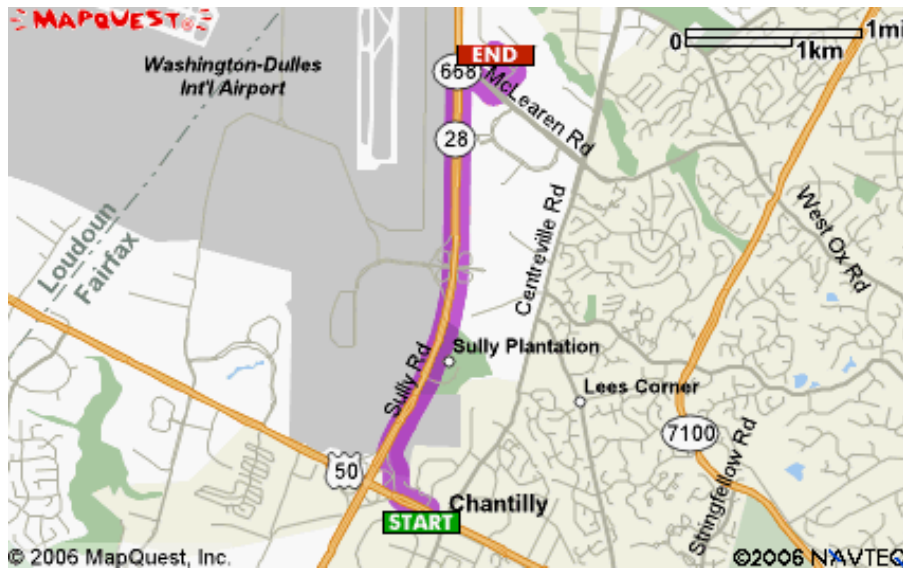 MAPQUEST
Washington-Dulles
Int'l Airport
END
0
1mi
1km
668
McLearen Rd
28
Centreville Rd
West Ox Rd
Loudoun
Fairfax
Sully Rd
Sully Plantation
Lees Corner
7100
Stringfellow Rd
50
Chantilly
START
© 2006 MapQuest, Inc.
©2006 NAVTEQ